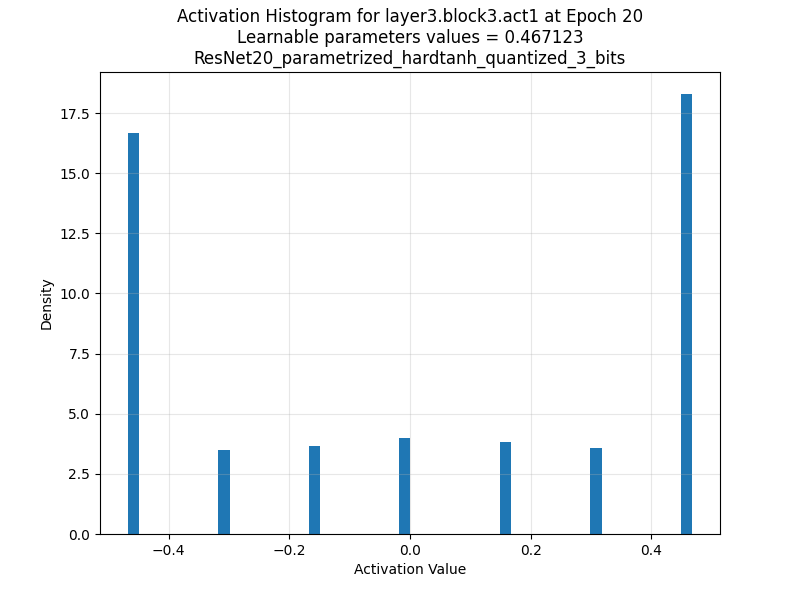 Activation Histogram for layer3.block3.act1 at Epoch 20
Learnable parameters values = 0.467123
ResNet20_parametrized_hardtanh_quantized_3_bits
17.5
15.0
12.5
10.0
7.5
5.0
2.5
0.0
Density
−0.4 −0.2 0.0 0.2 0.4
Activation Value